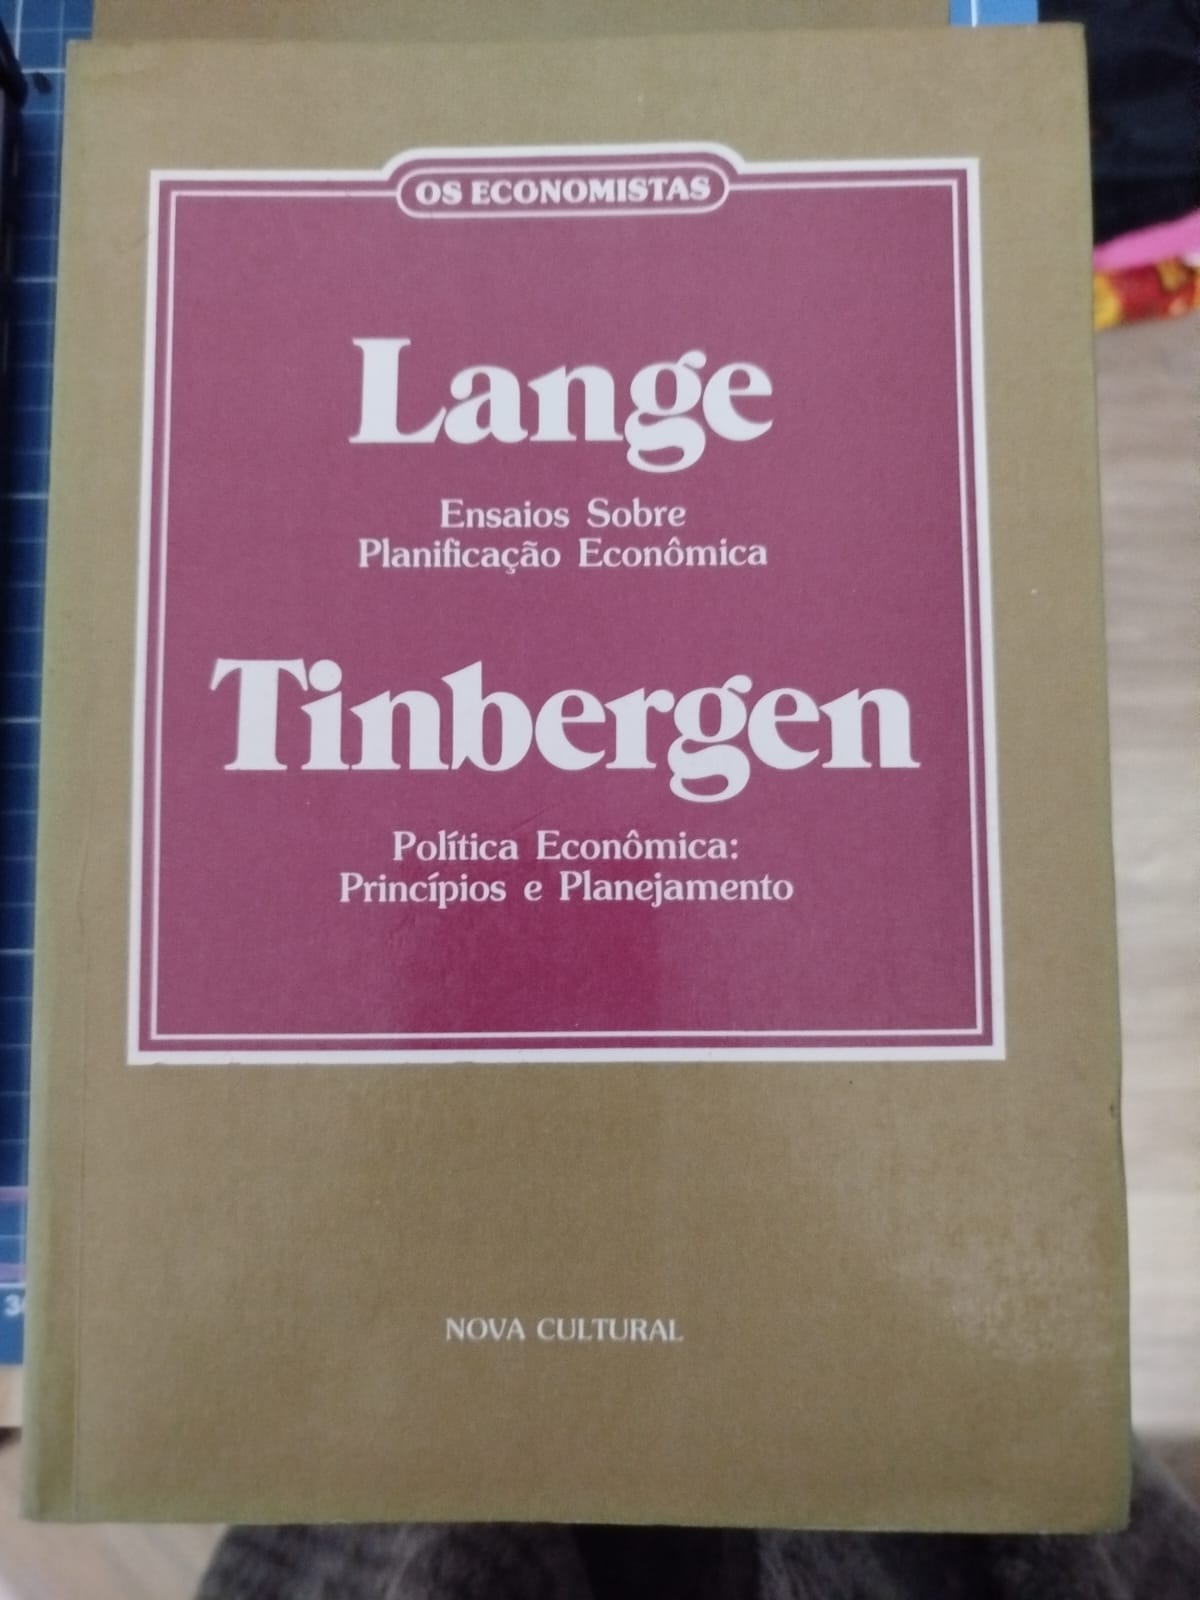 OS ECONOMISTAS
Lange
Ensaios Sobre
Planificação Econômica
Tinbergen
Política Econômica:
Princípios e Planejamento
NOVA CULTURAL